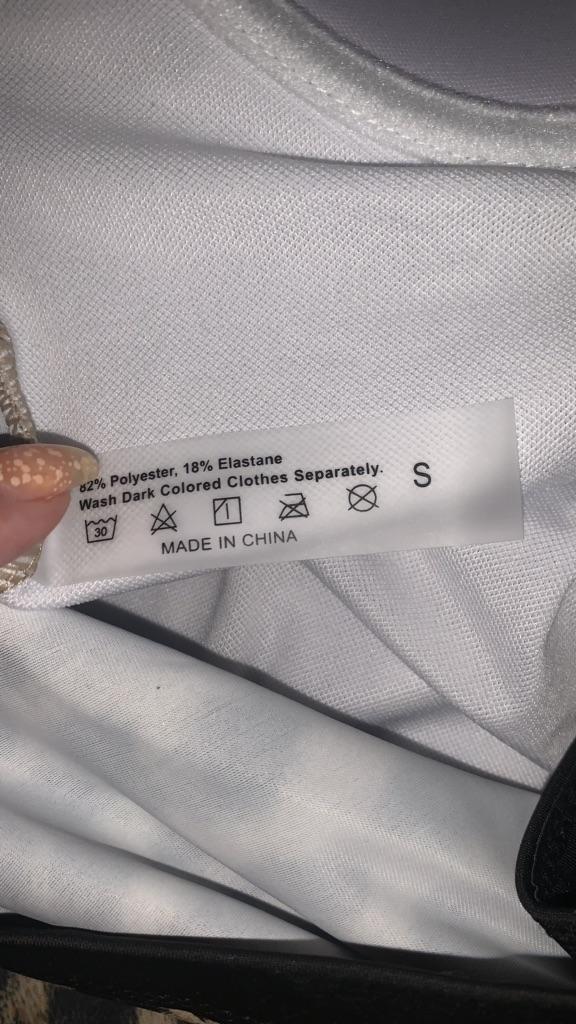 82% Polyester, 18% Elastane
Wash Dark Colored Clothes Separately.
S
30
MADE IN CHINA